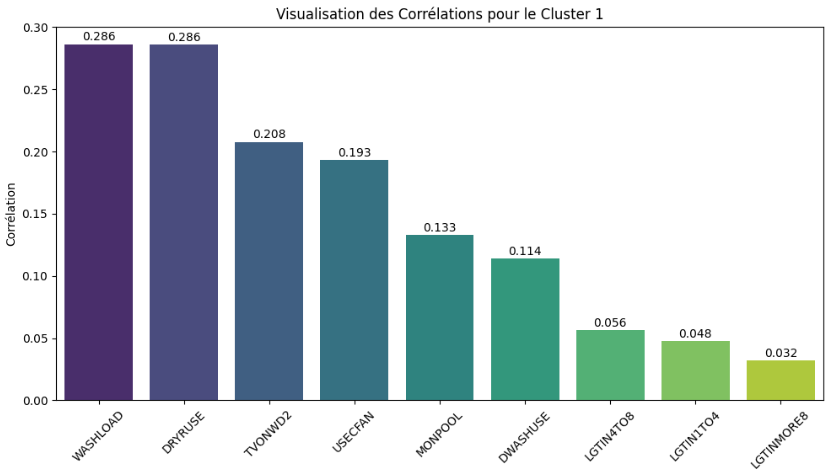 Visualisation des Corrélations pour le Cluster 1
Corrélation
0.30
0.25
0.20
0.15
0.10
0.05
0.00
0.286
0.286
0.208
0.193
0.133
0.114
0.056
0.048
0.032
WASHLOAD
DRYRUSE
TVONWD2
USECFAN
MONPOOL
DWASHUSE
LGTIN4TO8
LGTIN1TO4
LGTINMORE8